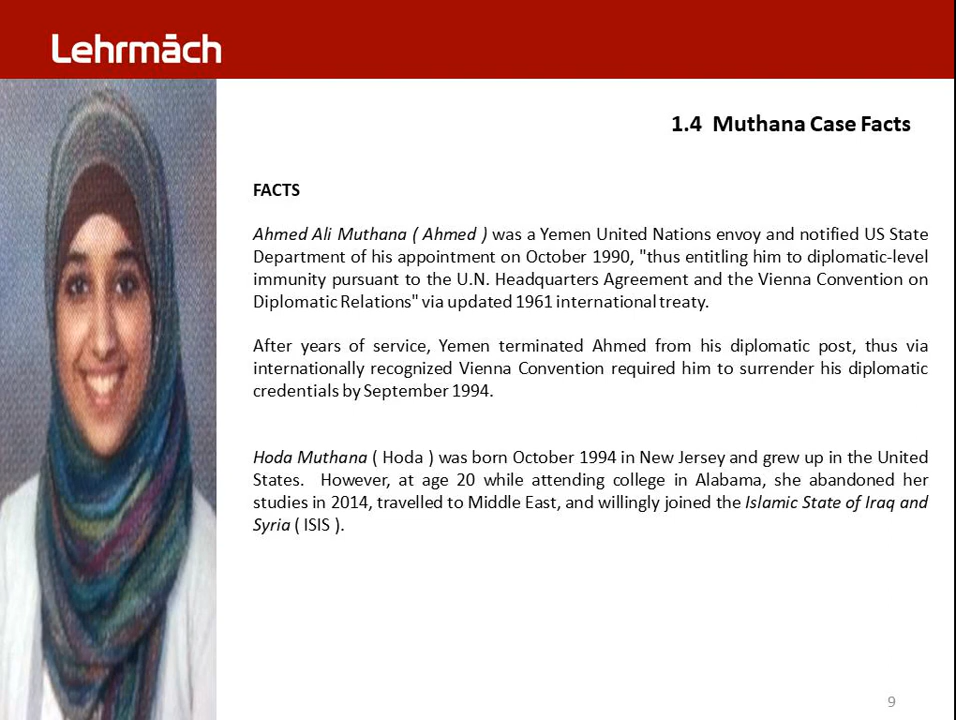 Lehrmāch
1.4 Muthana Case Facts
FACTS
Ahmed Ali Muthana ( Ahmed ) was a Yemen United Nations envoy and notified US State
Department of his appointment on October 1990, "thus entitling him to diplomatic-level
immunity pursuant to the U.N. Headquarters Agreement and the Vienna Convention on
Diplomatic Relations" via updated 1961 international treaty.
After years of service, Yemen terminated Ahmed from his diplomatic post, thus via
internationally recognized Vienna Convention required him to surrender his diplomatic
credentials by September 1994.
Hoda Muthana ( Hoda ) was born October 1994 in New Jersey and grew up in the United
States. However, at age 20 while attending college in Alabama, she abandoned her
studies in 2014, travelled to Middle East, and willingly joined the Islamic State of Iraq and
Syria ( ISIS ).
9